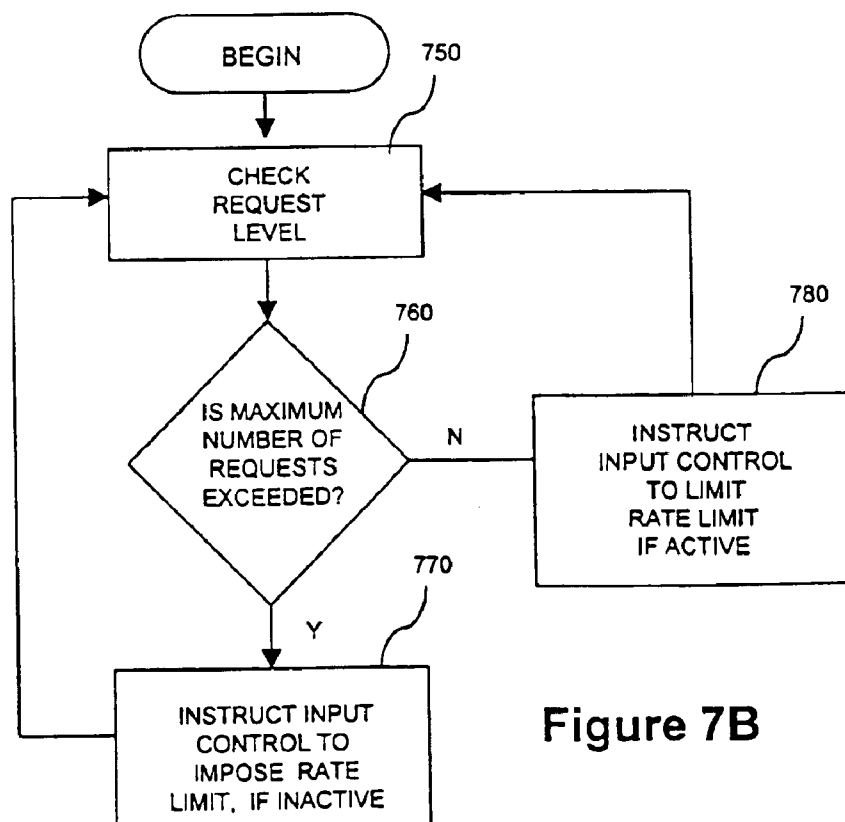 BEGIN
750
CHECK
REQUEST
LEVEL
760
IS MAXIMUM
NUMBER OF
REQUESTS
EXCEEDED?
N
780
INSTRUCT
INPUT CONTROL
TO LIMIT
RATE LIMIT
IF ACTIVE
Y
770
INSTRUCT INPUT
CONTROL TO
IMPOSE RATE
LIMIT, IF INACTIVE
Figure 7B